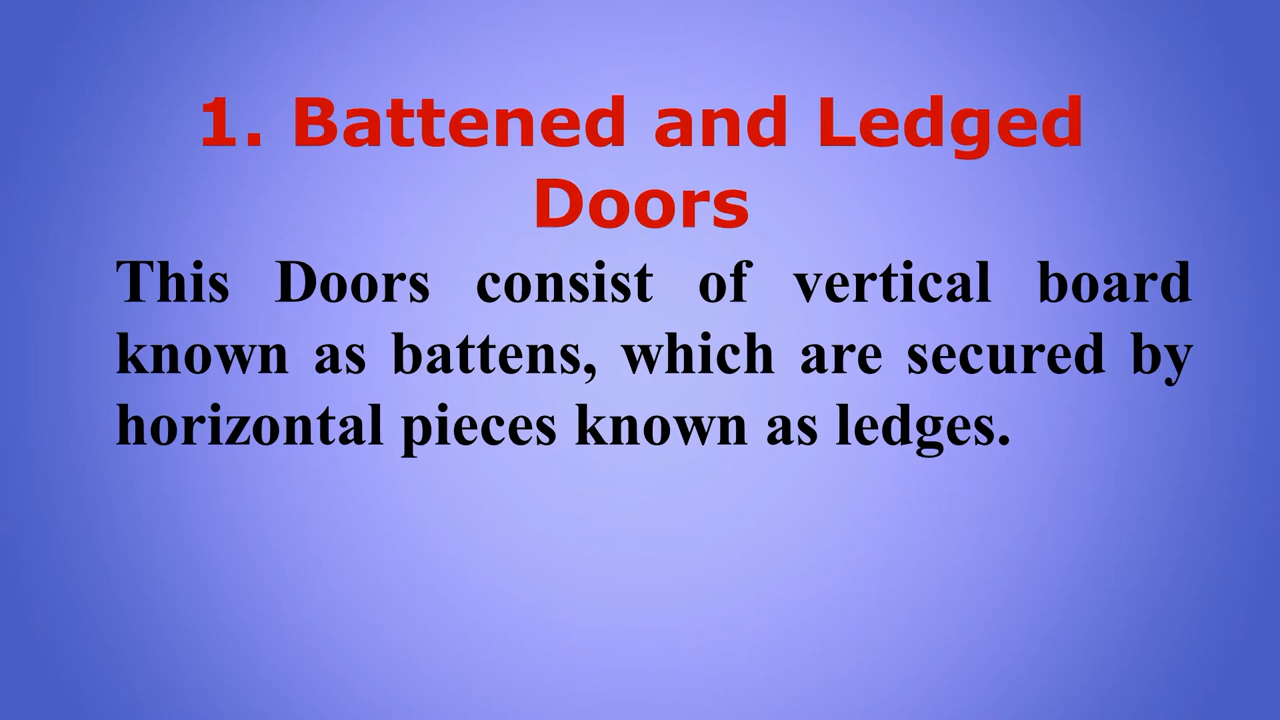 1. Battened and Ledged
Doors
This Doors consist of vertical board
known as battens, which are secured by
horizontal pieces known as ledges.